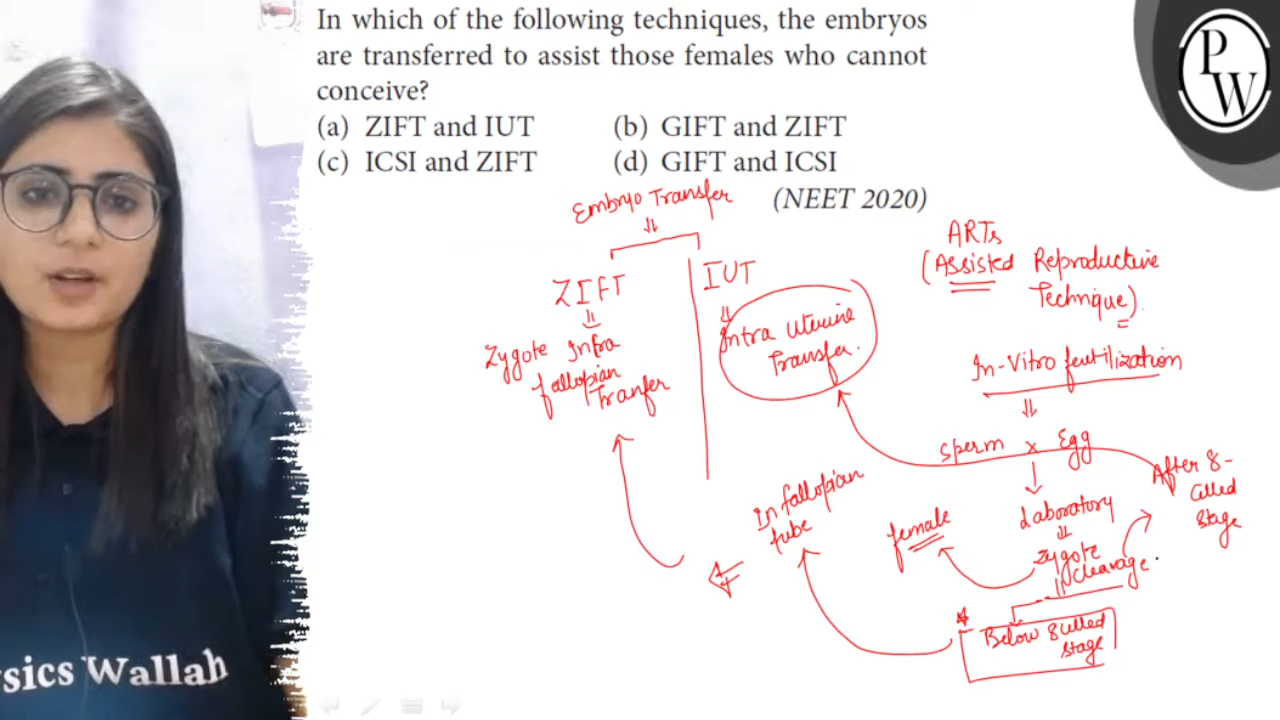 In which of the following techniques, the embryos
are transferred to assist those females who cannot
conceive?
(a) ZIFT and IUT (b) GIFT and ZIFT
(c) ICSI and ZIFT (d) GIFT and ICSI
(NEET 2020)
PW
Embryo Transfer
ZIFT
Zygote Infra
fallopian
Tranfer
IUT
Intra Uterine
Transfer.
ARTs
(Assisted Reproductive
Technique)
In-Vitro fertilization
Sperm x Egg
Laboratory
Zygote
Cleavage
After 8-
Celled
Stage
female
In fallopian
tube
Below 8 celled
stage
sics Wallah